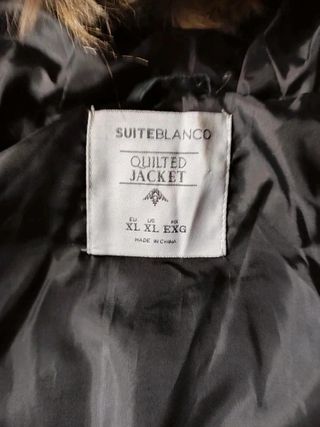 SUITEBLANCO
QUILTED
JACKET
EU US MX
XL XL EXG
MADE IN CHINA